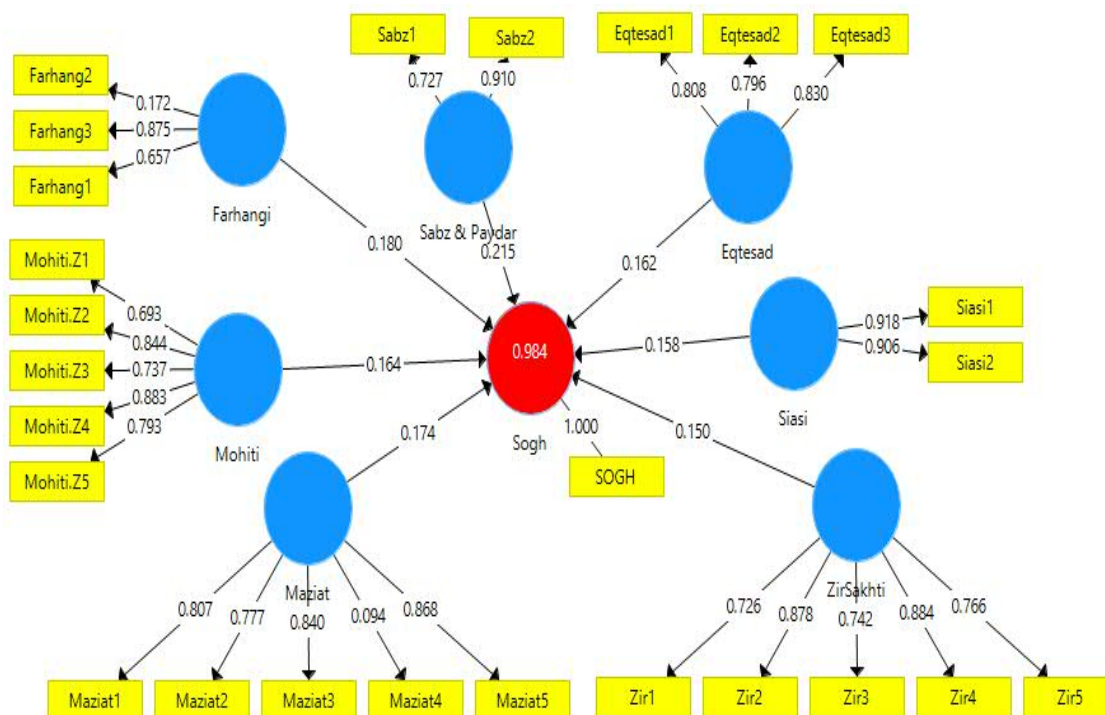 Sabz1
Sabz2
Eqtesad1
Eqtesad2
Eqtesad3
0.727
0.910
0.808
0.796
0.830
Farhang2
Farhang3
Farhang1
0.172
0.875
0.657
Farhangi
Sabz & Paydar
Eqtesad
0.180
0.215
0.162
Mohiti.Z1
Mohiti.Z2
Mohiti.Z3
Mohiti.Z4
Mohiti.Z5
0.693
0.844
0.737
0.883
0.793
Mohiti
0.164
0.984
Sogh
1.000
SOGH
0.158
0.918
0.906
Siasi1
Siasi2
Siasi
0.174
0.150
Maziat
0.807
0.777
0.840
0.094
0.868
Maziat1
Maziat2
Maziat3
Maziat4
Maziat5
ZirSakhti
0.726
0.878
0.742
0.884
0.766
Zir1
Zir2
Zir3
Zir4
Zir5